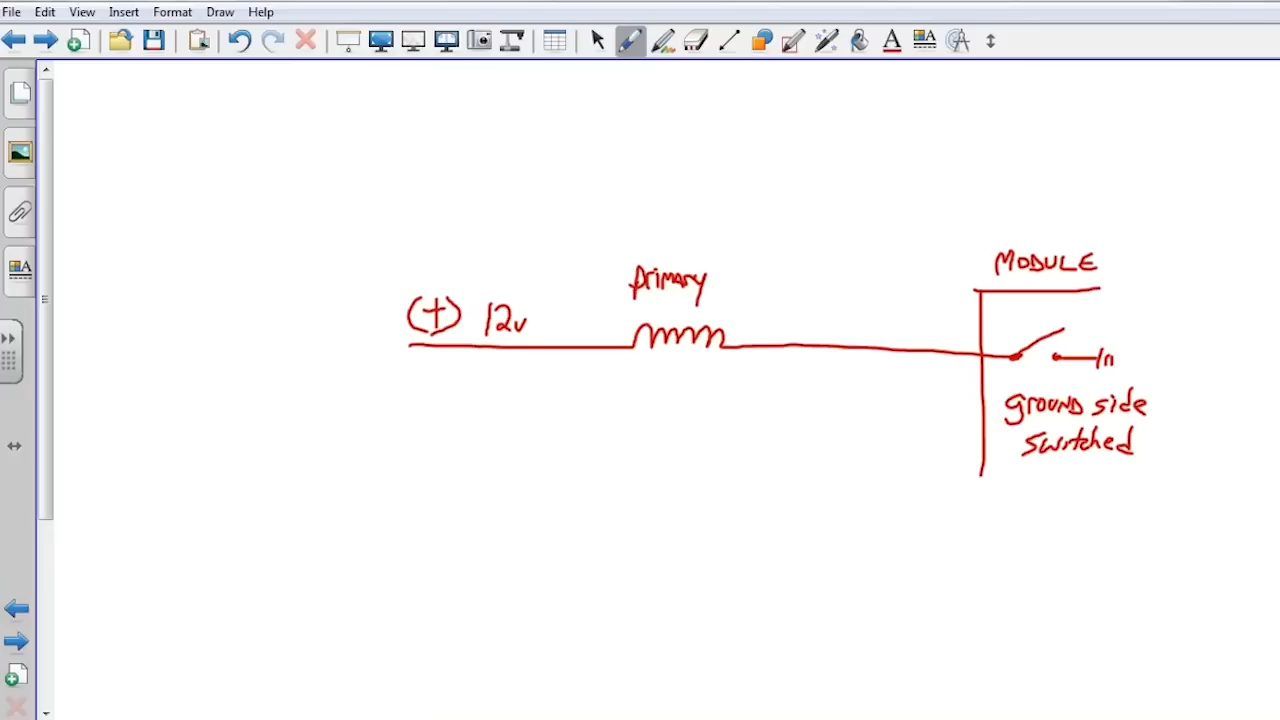 File Edit View Insert Format Draw Help
MODULE
primary
(+) 12v
GROUND side
switched